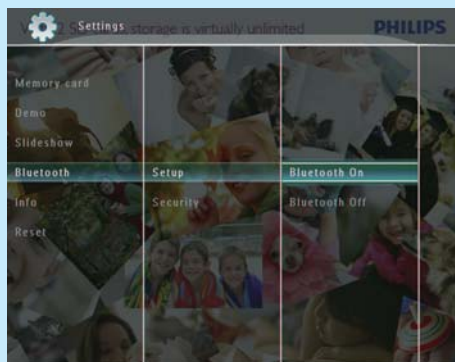 Settings
storage is virtually unlimited
PHILIPS
Memory card
Demo
Slideshow
Bluetooth
Info
Reset
Setup
Security
Bluetooth On
Bluetooth Off